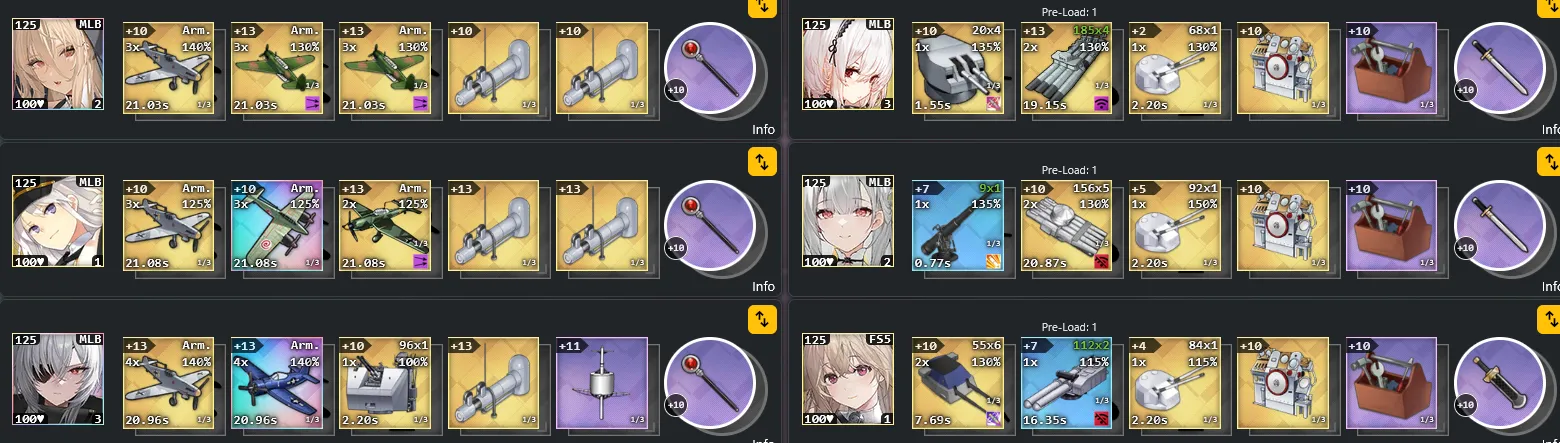 125 MLB +10 Arm. 3x 140% 21.03s 1/3 +13 Arm. 3x 130% 21.03s 1/3 +13 Arm. 3x 130% 21.03s 1/3 +10 1/3 +10 1/3 +10 100♥ 2
Info
Pre-Load: 1
125 MLB +10 20x4 1x 135% 1.55s 1/3 +13 185x4 2x 130% 19.15s 1/3 +2 68x1 1x 130% 2.20s 1/3 +10 1/3 +10 1/3 +10 100♥ 3
Info
125 MLB +10 Arm. 3x 125% 21.08s 1/3 +10 Arm. 3x 125% 21.08s 1/3 +13 Arm. 2x 125% 21.08s 1/3 +13 1/3 +13 1/3 +10 100♥ 1
Info
Pre-Load: 1
125 MLB +7 9x1 1x 135% 0.77s 1/3 +10 156x5 2x 130% 20.87s 1/3 +5 92x1 1x 150% 2.20s 1/3 +10 1/3 +10 1/3 +10 100♥ 2
Info
125 MLB +13 Arm. 4x 140% 20.96s 1/3 +13 Arm. 4x 140% 20.96s 1/3 +10 96x1 1x 100% 2.20s 1/3 +13 1/3 +11 1/3 +10 100♥ 3
Pre-Load: 1
125 FS5 +10 55x6 2x 130% 7.69s 1/3 +7 112x2 1x 115% 16.35s 1/3 +4 84x1 1x 115% 2.20s 1/3 +10 1/3 +10 1/3 +10 100♥ 1